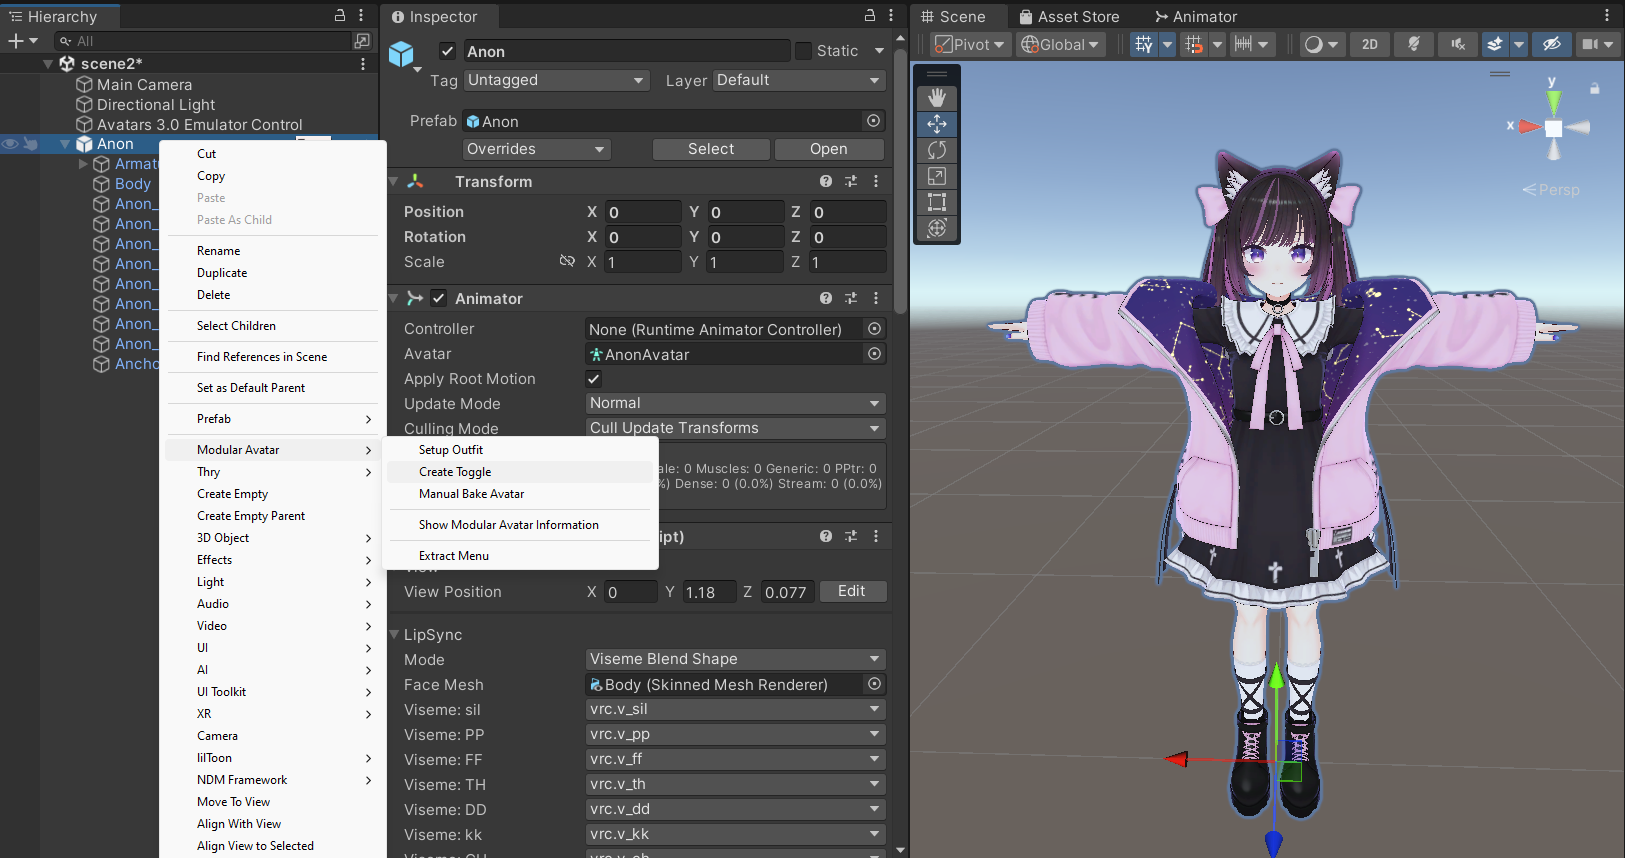 Hierarchy
All
scene2*
Main Camera
Directional Light
Avatars 3.0 Emulator Control
Anon
Body
Anon_
Anon_
Anon_
Anon_
Anon_
Anon_
Anon_
Anon_
Cut
Copy
Paste
Paste As Child
Rename
Duplicate
Delete
Select Children
Find References in Scene
Set as Default Parent
Prefab
Modular Avatar
Thry
Create Empty
Create Empty Parent
3D Object
Effects
Light
Audio
Video
UI
AI
UI Toolkit
XR
Camera
lilToon
NDM Framework
Move To View
Align With View
Align View to Selected
Setup Outfit
Create Toggle
Manual Bake Avatar
Show Modular Avatar Information
Extract Menu
Inspector
Anon
Static
Tag Untagged Layer Default
Prefab Anon
Overrides Select Open
Transform
Position X 0 Y 0 Z 0
Rotation X 0 Y 0 Z 0
Scale X 1 Y 1 Z 1
Animator
Controller None (Runtime Animator Controller)
Avatar AnonAvatar
Apply Root Motion
Update Mode Normal
Culling Mode Cull Update Transforms
ale: 0 Muscles: 0 Generic: 0 PPtr: 0
%) Dense: 0 (0.0%) Stream: 0 (0.0%)
ipt)
View Position X 0 Y 1.18 Z 0.077 Edit
LipSync
Mode Viseme Blend Shape
Face Mesh Body (Skinned Mesh Renderer)
Viseme: sil vrc.v_sil
Viseme: PP vrc.v_pp
Viseme: FF vrc.v_ff
Viseme: TH vrc.v_th
Viseme: DD vrc.v_dd
Viseme: kk vrc.v_kk
Scene Asset Store Animator
Pivot Global 2D
y
x
Persp